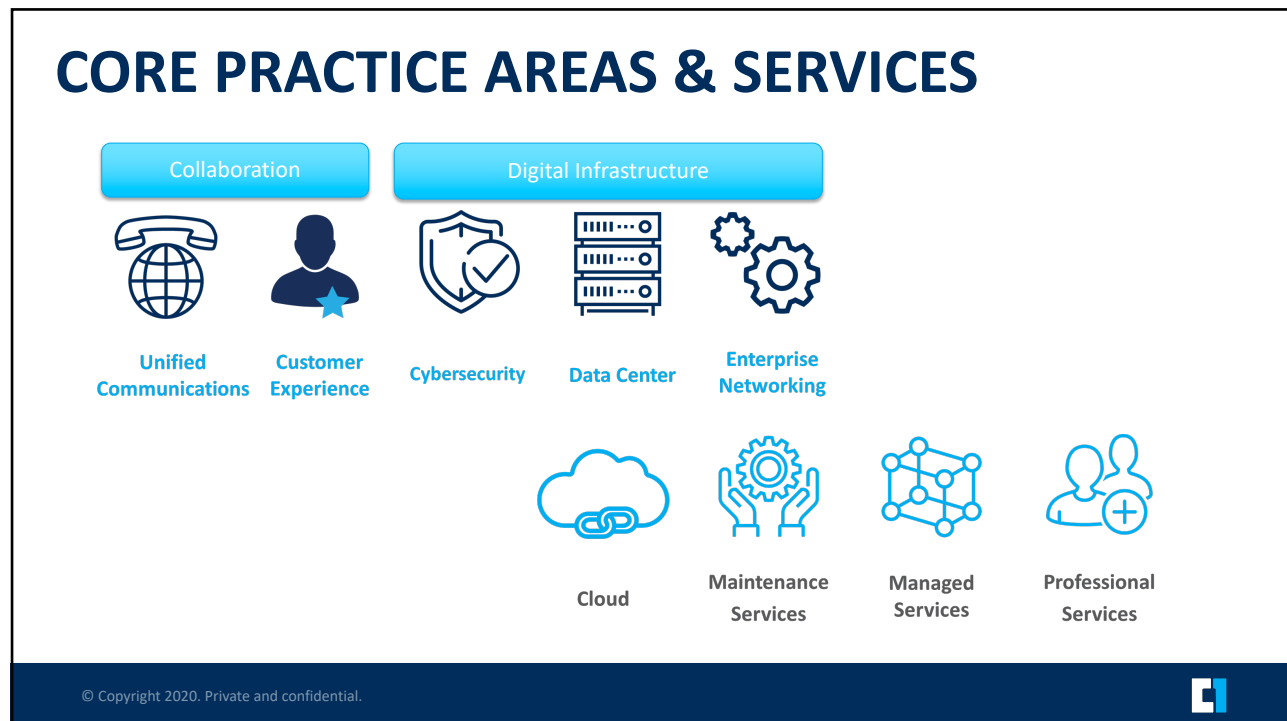 CORE PRACTICE AREAS & SERVICES
Collaboration
Digital Infrastructure
Unified
Communications
Customer
Experience
Cybersecurity
Data Center
Enterprise
Networking
Cloud
Maintenance
Services
Managed
Services
Professional
Services
© Copyright 2020. Private and confidential.